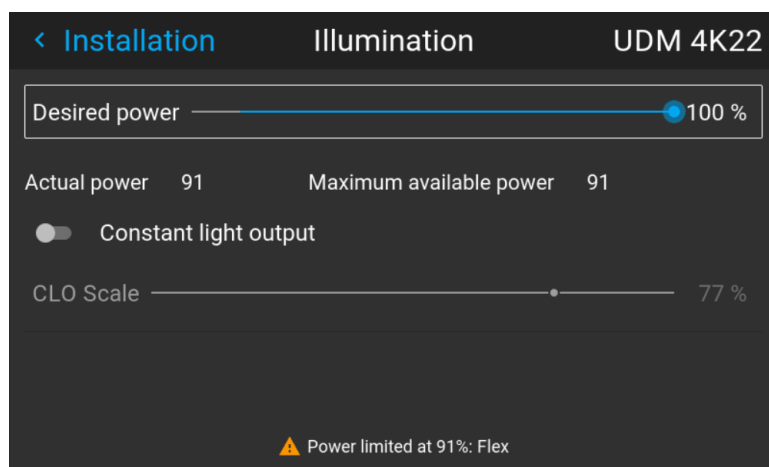 Installation Illumination UDM 4K22
Desired power 100 %
Actual power 91 Maximum available power 91
Constant light output
CLO Scale 77 %
Power limited at 91%: Flex